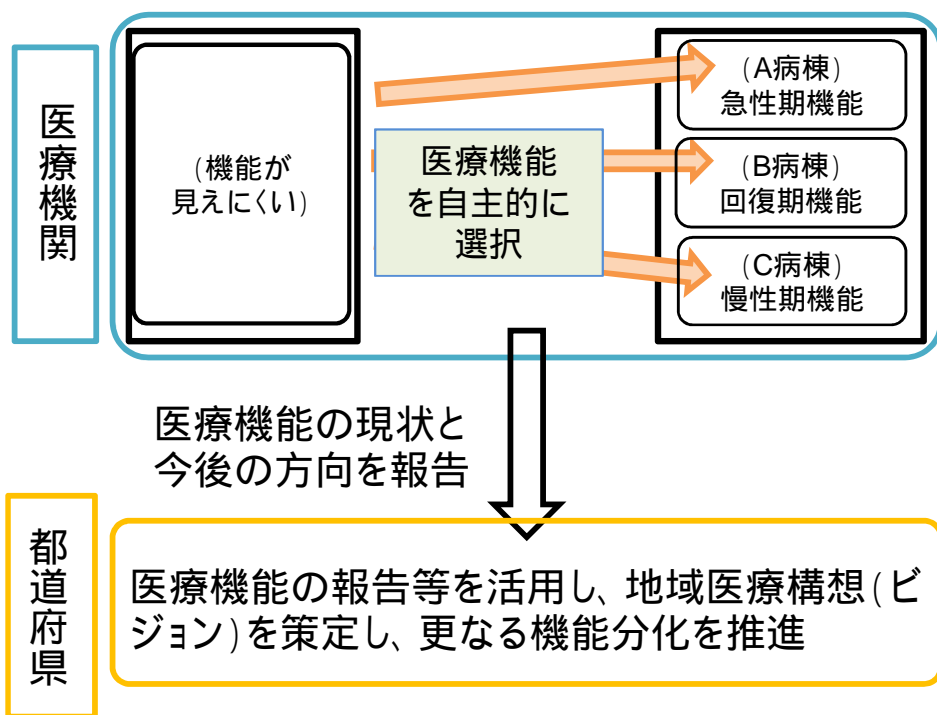 医療機関
(機能が
見えにくい)
医療機能
を自主的に
選択
(A病棟)
急性期機能
(B病棟)
回復期機能
(C病棟)
慢性期機能
医療機能の現状と
今後の方向を報告
都道府県
医療機能の報告等を活用し、地域医療構想(ビ
ジョン)を策定し、更なる機能分化を推進